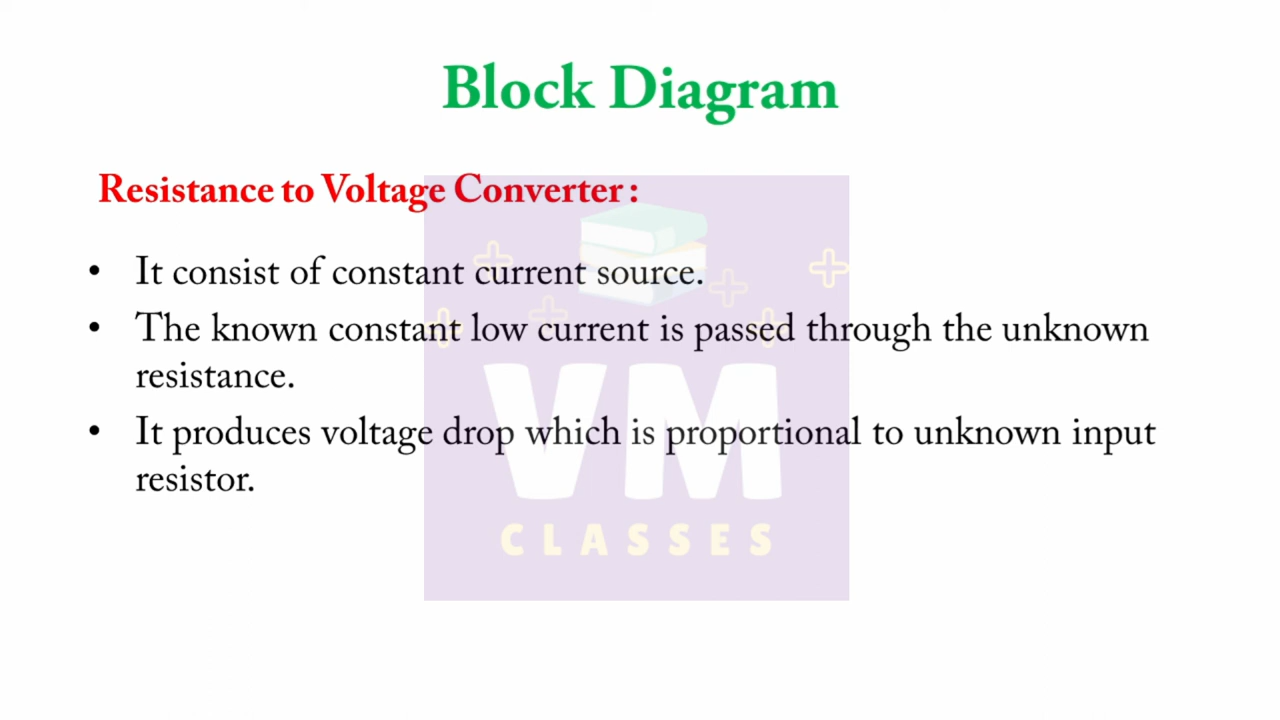 Block Diagram
Resistance to Voltage Converter :
• It consist of constant current source.
• The known constant low current is passed through the unknown
resistance.
• It produces voltage drop which is proportional to unknown input
resistor.
VM
CLASSES